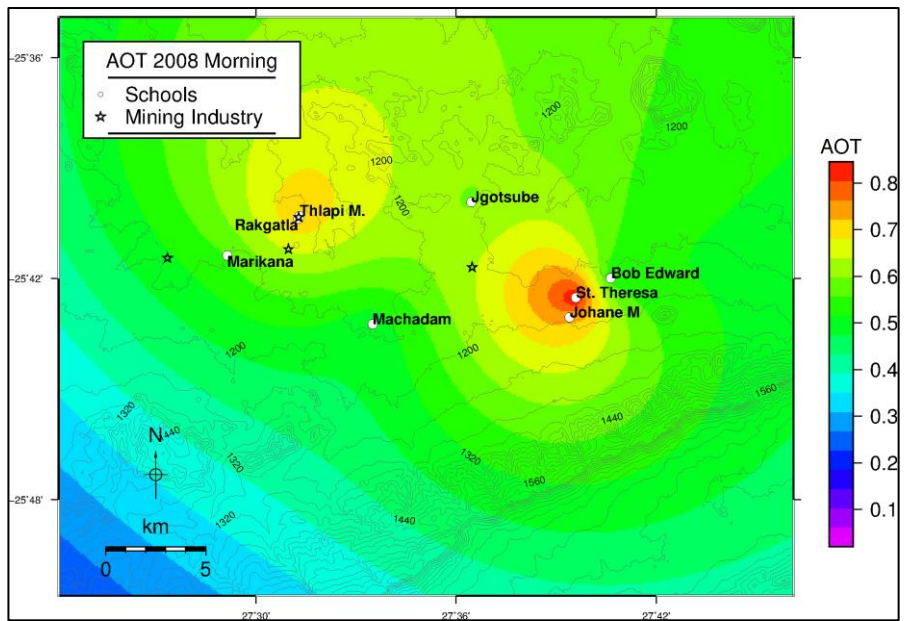 AOT 2008 Morning
Schools
Mining Industry
−25°36'
−25°42'
−25°48'
27°30'
27°36'
27°42'
Jgotsube
Thlapi M.
Rakgatla
Marikana
Bob Edward
St. Theresa
Johane M
Machadam
1200
1200
1200
1200
1200
1200
1320
1440
1320
1320
1320
1440
1560
1440
1560
N
km
0 5
AOT
0.8
0.7
0.6
0.5
0.4
0.3
0.2
0.1